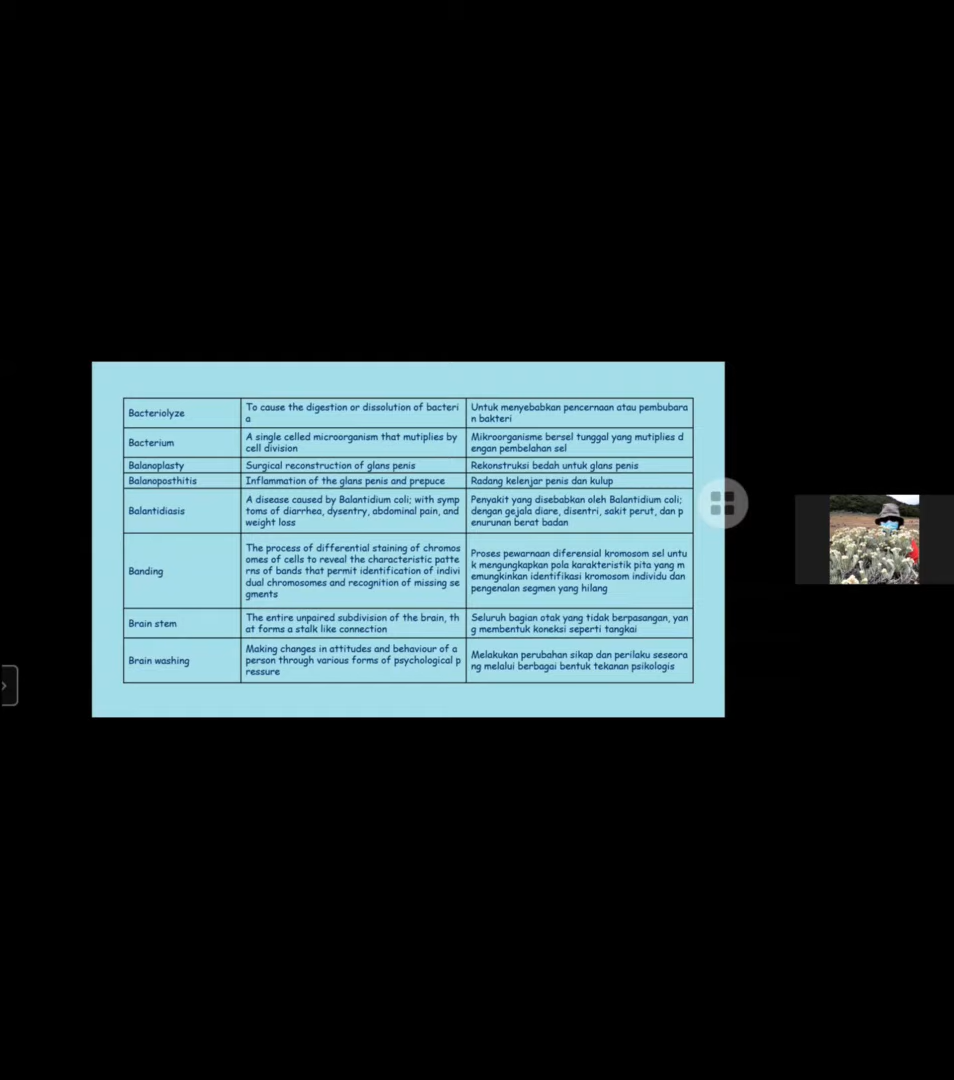 Bacteriolyze
To cause the digestion or dissolution of bacteri
a
Untuk menyebabkan pencernaan atau pembubara
n bakteri
Bacterium
A single celled microorganism that mutiplies by
cell division
Mikroorganisme bersel tunggal yang mutiplies d
engan pembelahan sel
Balanoplasty
Surgical reconstruction of glans penis
Rekonstruksi bedah untuk glans penis
Balanoposthitis
Inflammation of the glans penis and prepuce
Radang kelenjar penis dan kulup
Balantidiasis
A disease caused by Balantidium coli; with symp
toms of diarrhea, dysentry, abdominal pain, and
weight loss
Penyakit yang disebabkan oleh Balantidium coli;
dengan gejala diare, disentri, sakit perut, dan p
enurunan berat badan
Banding
The process of differential staining of chromos
omes of cells to reveal the characteristic patte
rns of bands that permit identification of indivi
dual chromosomes and recognition of missing se
gments
Proses pewarnaan diferensial kromosom sel untu
k mengungkapkan pola karakteristik pita yang m
emungkinkan identifikasi kromosom individu dan
pengenalan segmen yang hilang
Brain stem
The entire unpaired subdivision of the brain, th
at forms a stalk like connection
Seluruh bagian otak yang tidak berpasangan, yan
g membentuk koneksi seperti tangkai
Brain washing
Making changes in attitudes and behaviour of a
person through various forms of psychological p
ressure
Melakukan perubahan sikap dan perilaku seseora
ng melalui berbagai bentuk tekanan psikologis